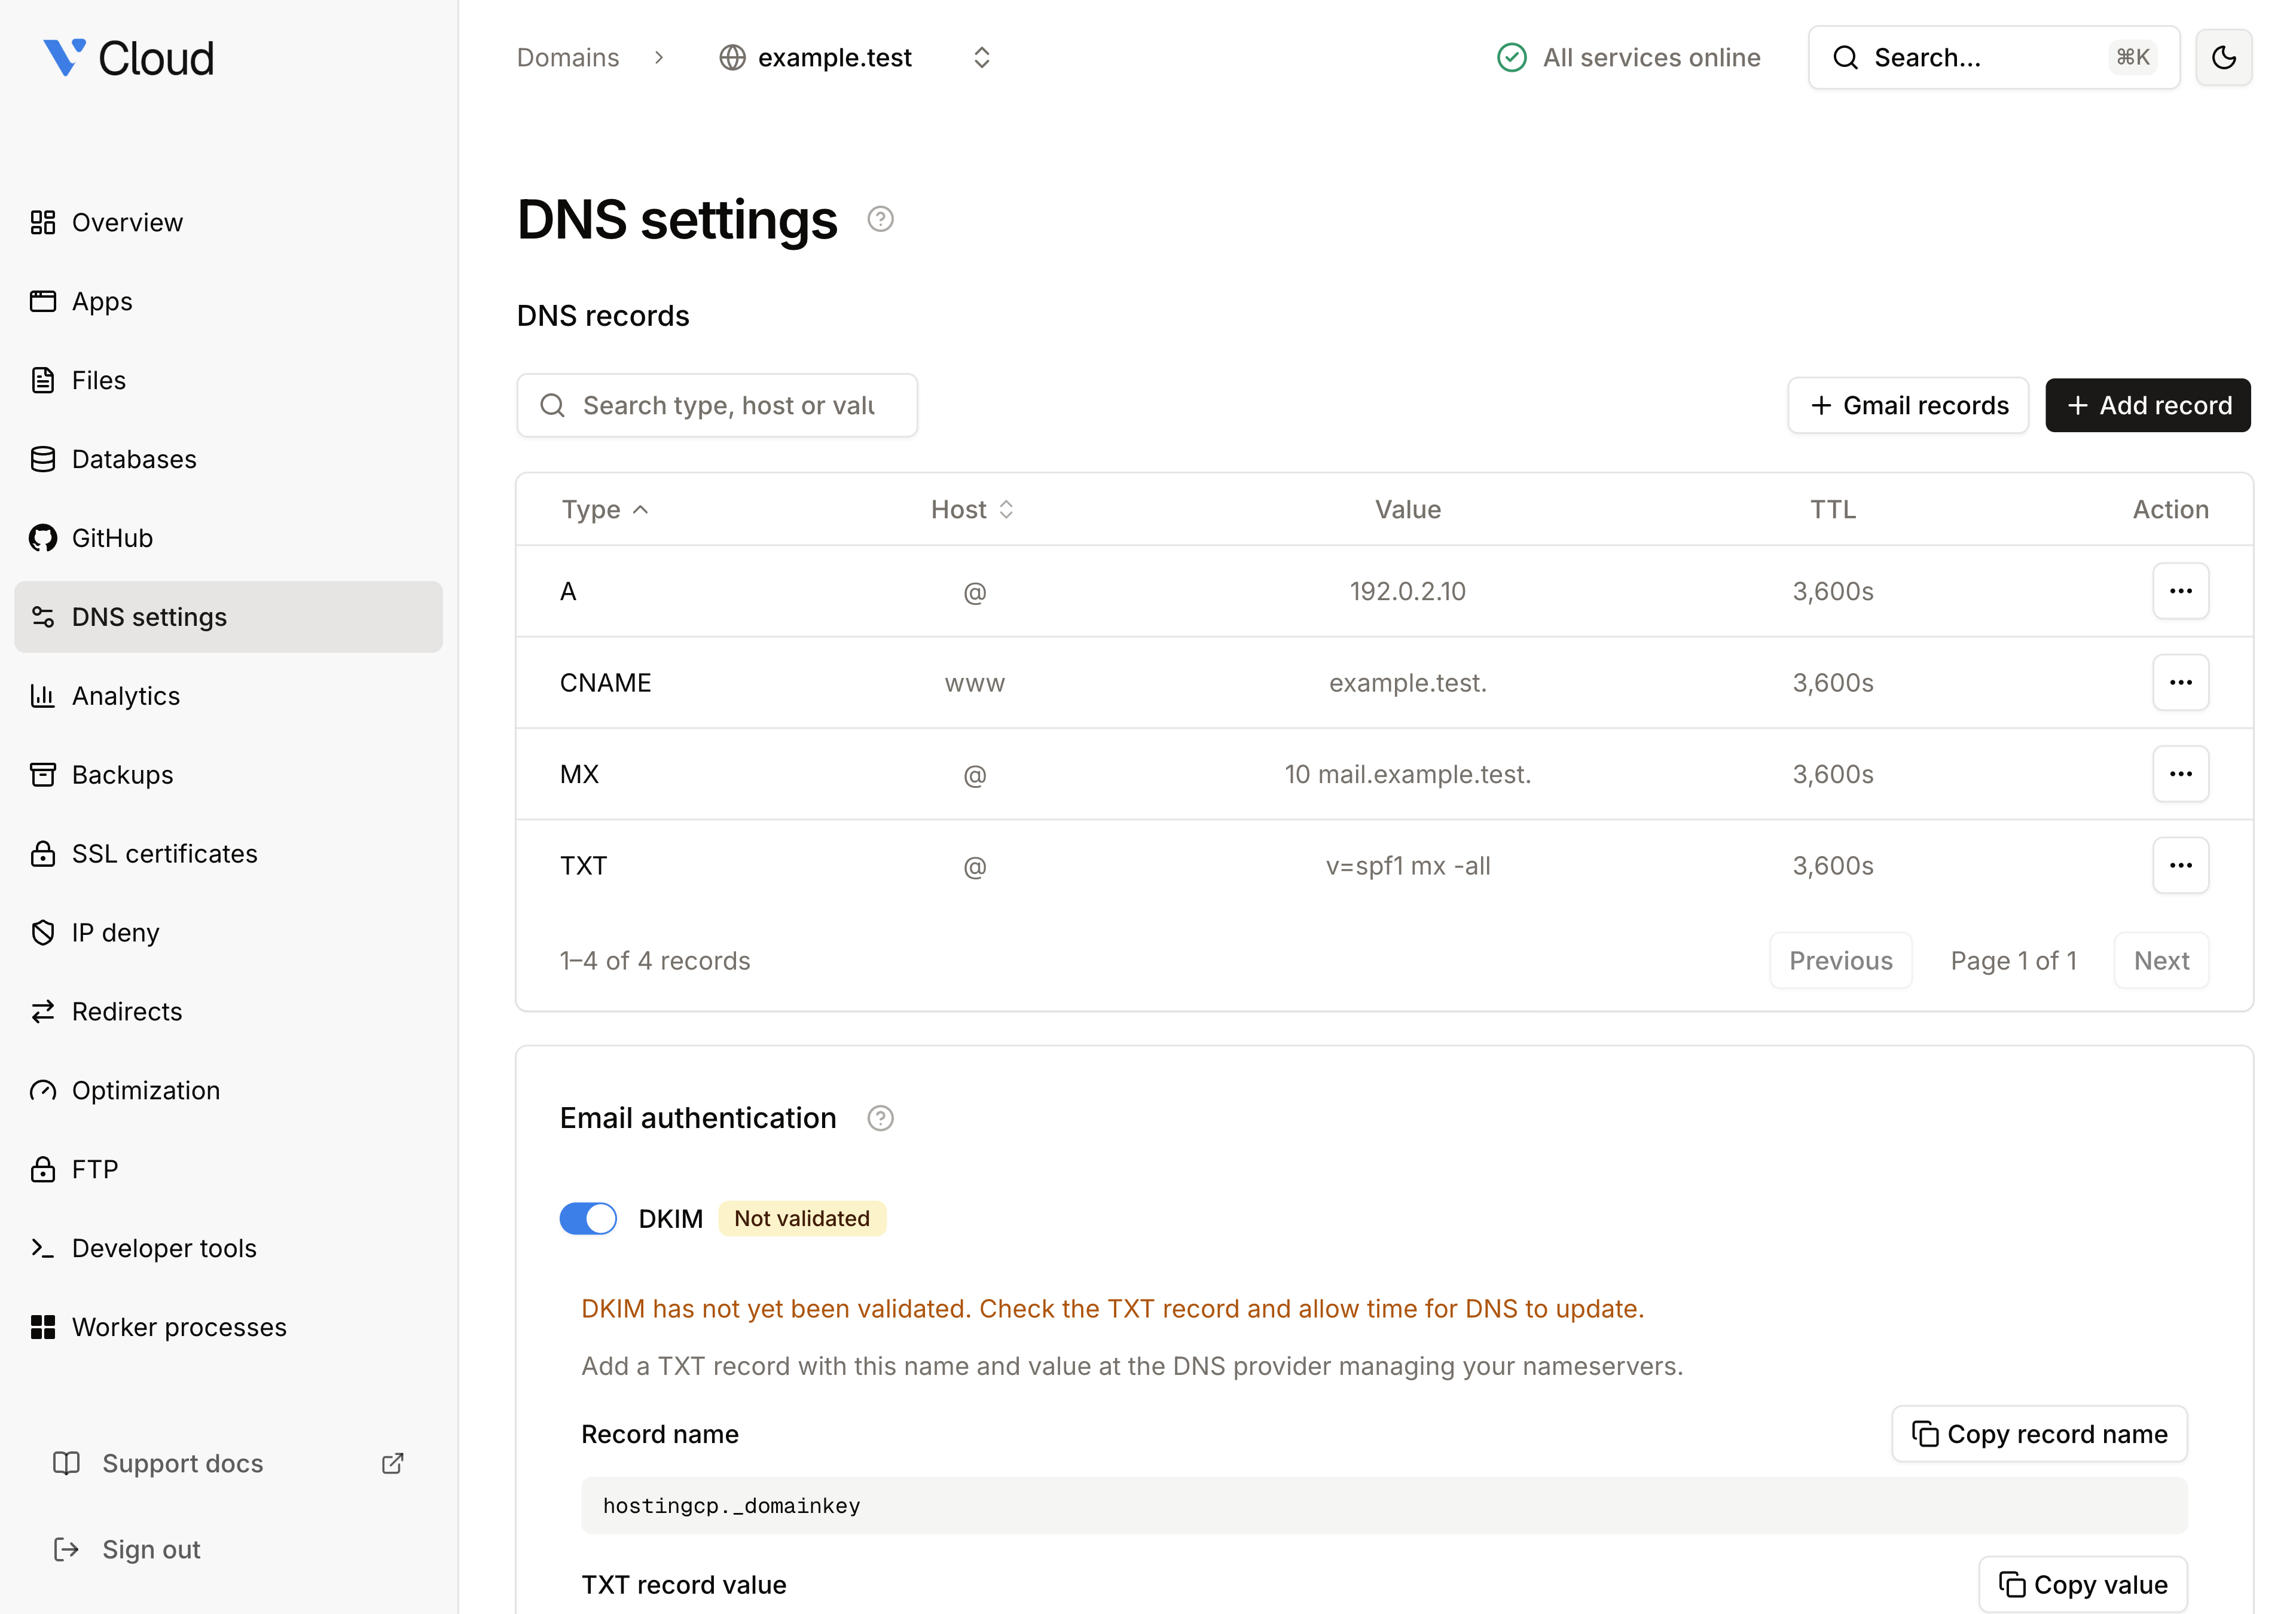 Cloud
Domains
example.test
All services online
Search...
⌘K
Overview
Apps
Files
Databases
GitHub
DNS settings
Analytics
Backups
SSL certificates
IP deny
Redirects
Optimization
FTP
Developer tools
Worker processes
Support docs
Sign out
DNS settings
DNS records
Search type, host or valu
Gmail records
Add record
Type Host Value TTL Action
A @ 192.0.2.10 3,600s
CNAME www example.test. 3,600s
MX @ 10 mail.example.test. 3,600s
TXT @ v=spf1 mx -all 3,600s
1–4 of 4 records
Previous Page 1 of 1 Next
Email authentication
DKIM Not validated
DKIM has not yet been validated. Check the TXT record and allow time for DNS to update.
Add a TXT record with this name and value at the DNS provider managing your nameservers.
Record name
Copy record name
hostingcp._domainkey
TXT record value
Copy value